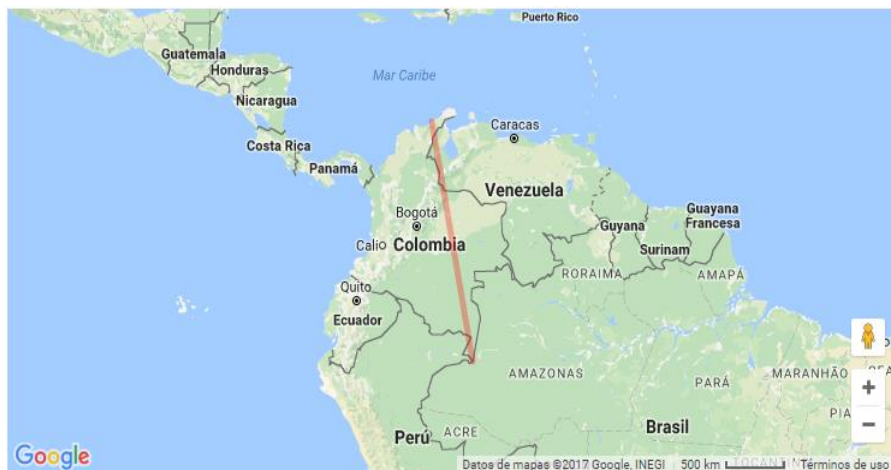 Puerto Rico
Guatemala
Honduras
Mar Caribe
Nicaragua
Caracas
Costa Rica
Panamá
Venezuela
Guayana
Francesa
Bogotá
Guyana
Cali
Colombia
Surinam
RORAIMA
AMAPÁ
Quito
Ecuador
AMAZONAS
MARANHÃO
PARÁ
Perú
ACRE
Brasil
Google
Datos de mapas ©2017 Google, INEGI
500 km
Términos de uso